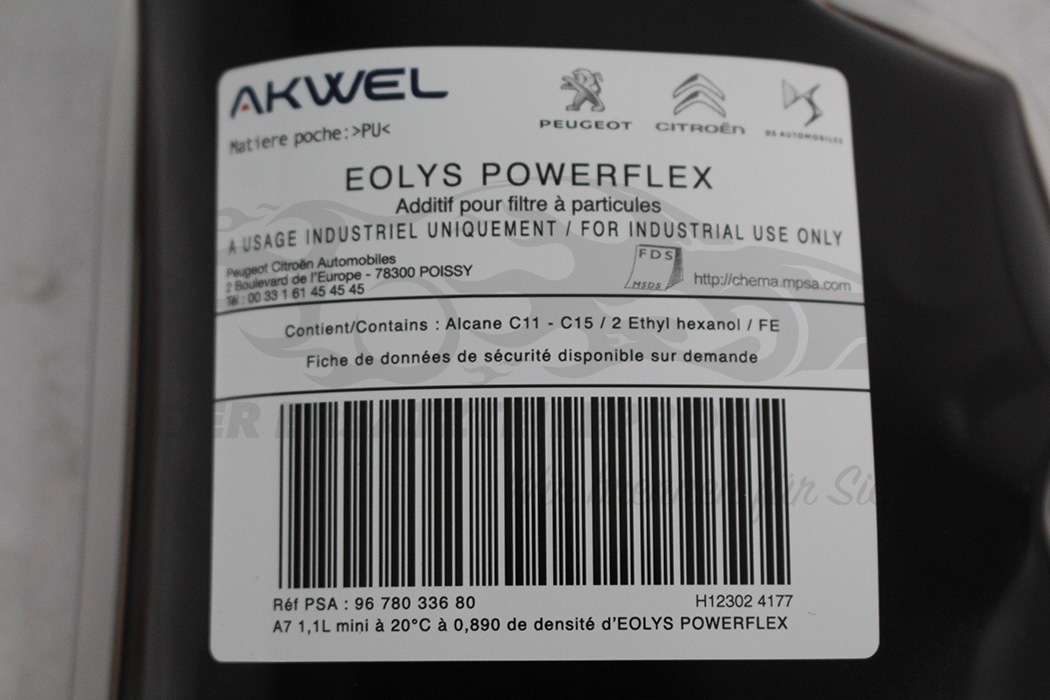 AKWEL
PEUGEOT CITROËN DS AUTOMOBILES
Matiere poche:>PU<
EOLYS POWERFLEX
Additif pour filtre à particules
A USAGE INDUSTRIEL UNIQUEMENT / FOR INDUSTRIAL USE ONLY
Peugeot Citroën Automobiles
2 Boulevard de l'Europe - 78300 POISSY
Tél : 00 33 1 61 45 45 45
FDS
MSDS
http://chema.mpsa.com
Contient/Contains : Alcane C11 - C15 / 2 Ethyl hexanol / FE
Fiche de données de sécurité disponible sur demande
DER
für Sie
Réf PSA : 96 780 336 80
H12302 4177
A7 1,1L mini à 20°C à 0,890 de densité d'EOLYS POWERFLEX